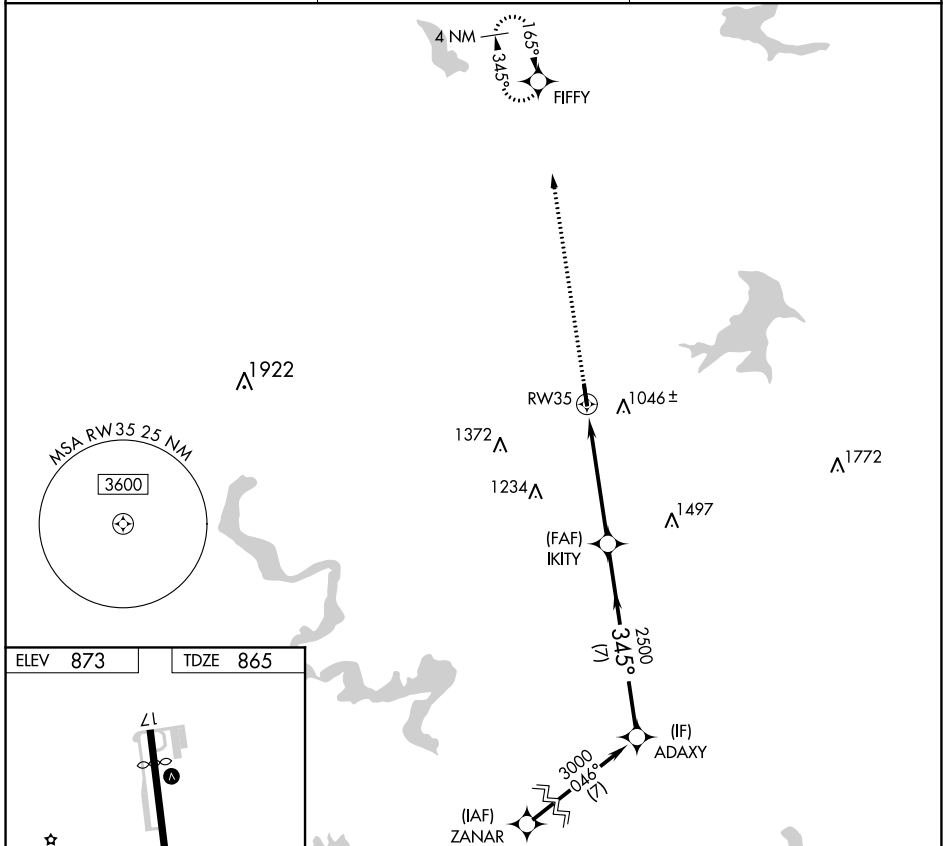 4 NM
165°
345°
FIFFY
1922
RW35
1046±
1372
1772
MSA RW35 25 NM
3600
1234
1497
(FAF)
IKITY
2500
345°
(7)
ELEV 873
TDZE 865
17
(IF)
ADAXY
3000
046°
(7)
(IAF)
ZANAR